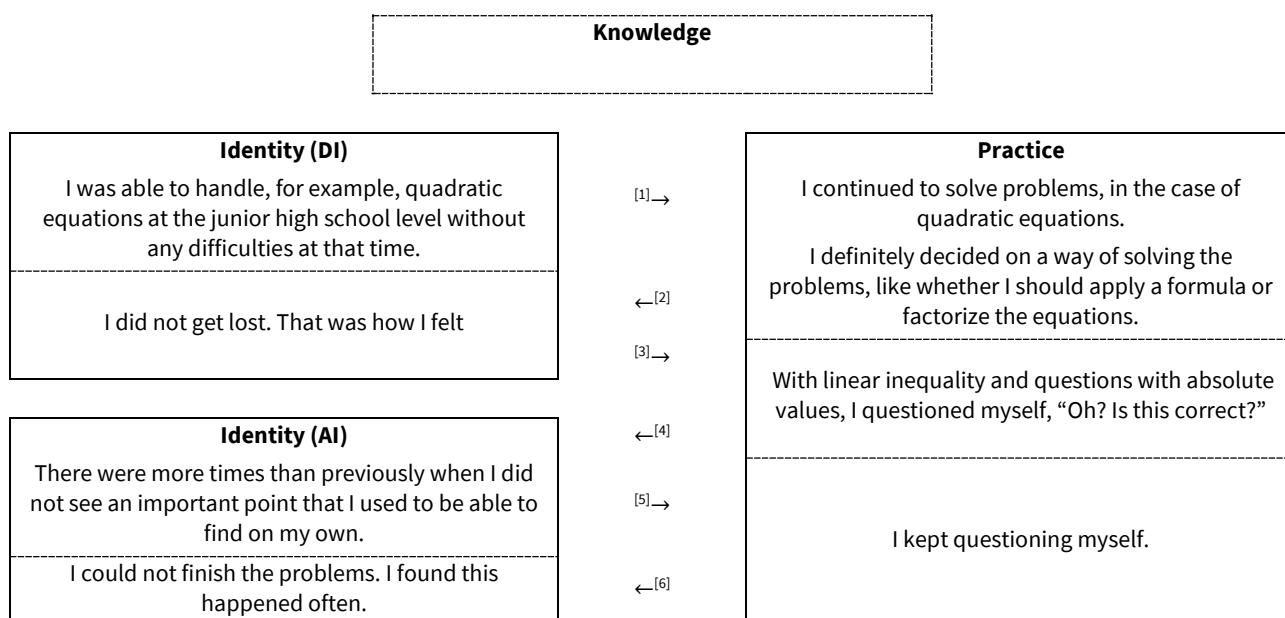 Knowledge
Identity (DI)
I was able to handle, for example, quadratic
equations at the junior high school level without
any difficulties at that time.
I did not get lost. That was how I felt
[1]→
←[2]
[3]→
←[4]
[5]→
←[6]
Practice
I continued to solve problems, in the case of
quadratic equations.
I definitely decided on a way of solving the
problems, like whether I should apply a formula or
factorize the equations.
With linear inequality and questions with absolute
values, I questioned myself, “Oh? Is this correct?”
I kept questioning myself.
Identity (AI)
There were more times than previously when I did
not see an important point that I used to be able to
find on my own.
I could not finish the problems. I found this
happened often.